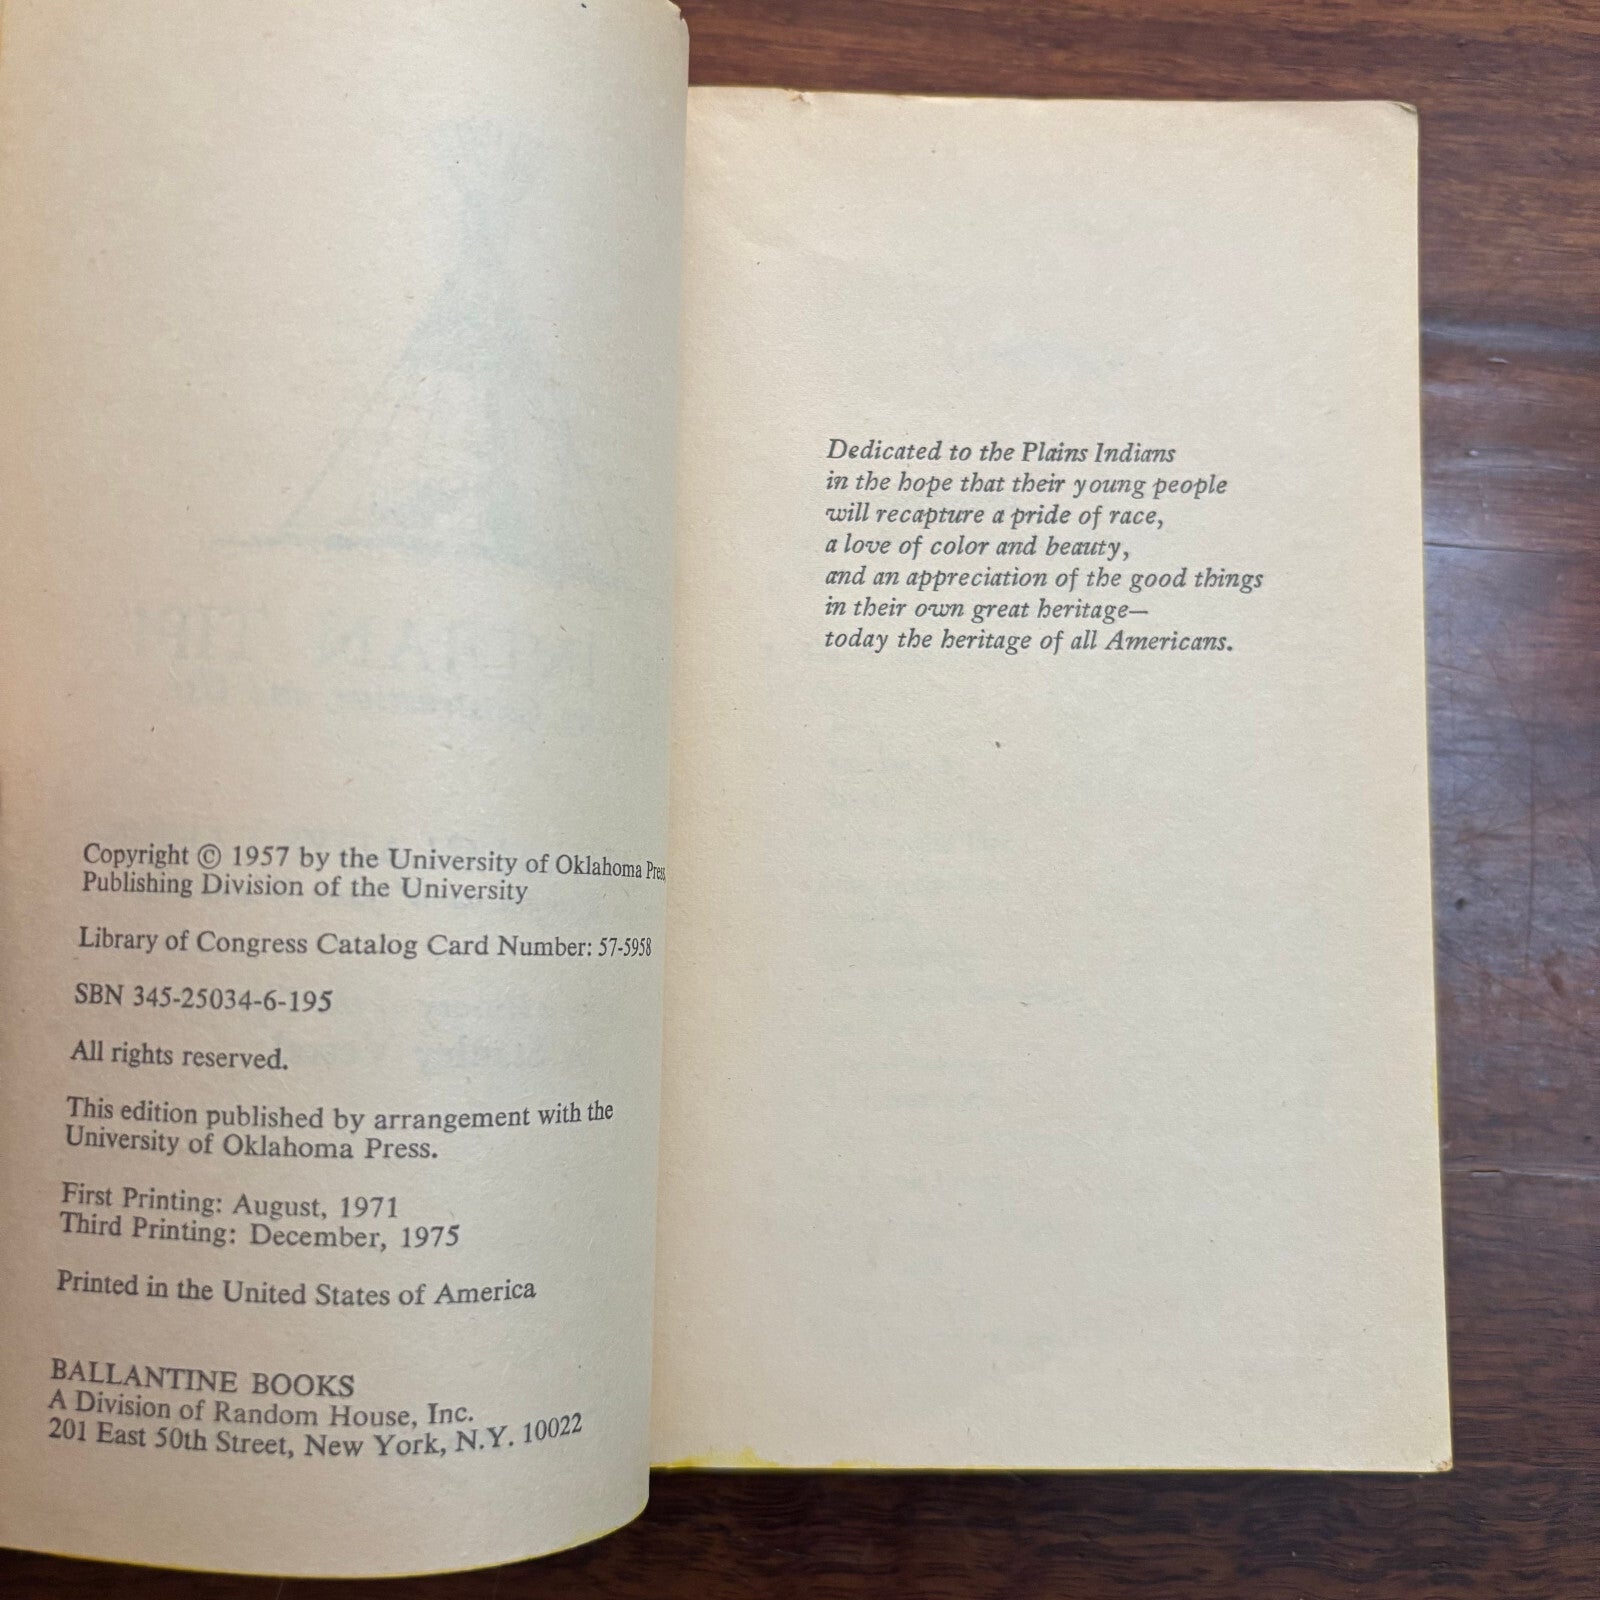 Copyright © 1957 by the University of Oklahoma Press,
Publishing Division of the University
Library of Congress Catalog Card Number: 57-5958
SBN 345-25034-6-195
All rights reserved.
This edition published by arrangement with the
University of Oklahoma Press.
First Printing: August, 1971
Third Printing: December, 1975
Printed in the United States of America
BALLANTINE BOOKS
A Division of Random House, Inc.
201 East 50th Street, New York, N.Y. 10022
Dedicated to the Plains Indians
in the hope that their young people
will recapture a pride of race,
a love of color and beauty,
and an appreciation of the good things
in their own great heritage—
today the heritage of all Americans.